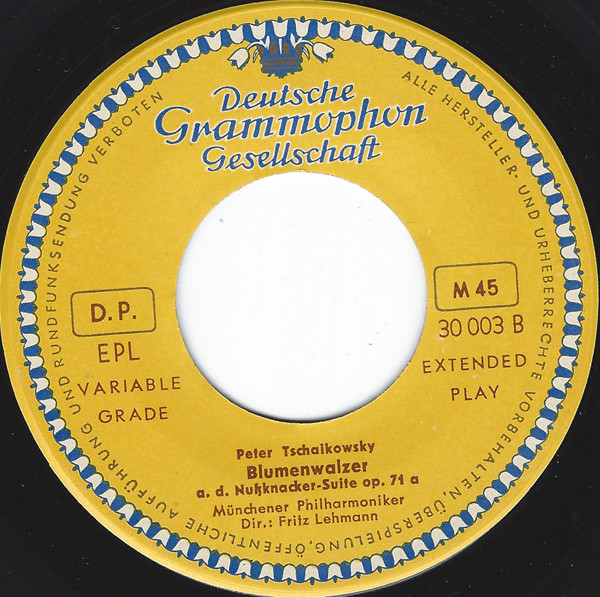 Deutsche
Grammophon
Gesellschaft
ALLE HERSTELLER- UND URHEBERRECHTE VORBEHALTEN, ÜBERSPIELUNG, ÖFFENTLICHE AUFFÜHRUNG UND RUNDFUNKSENDUNG VERBOTEN
D. P.
EPL
VARIABLE
GRADE
M 45
30 003 B
EXTENDED
PLAY
Peter Tschaikowsky
Blumenwalzer
a. d. Nußknacker-Suite op. 71 a
Münchener Philharmoniker
Dir.: Fritz Lehmann